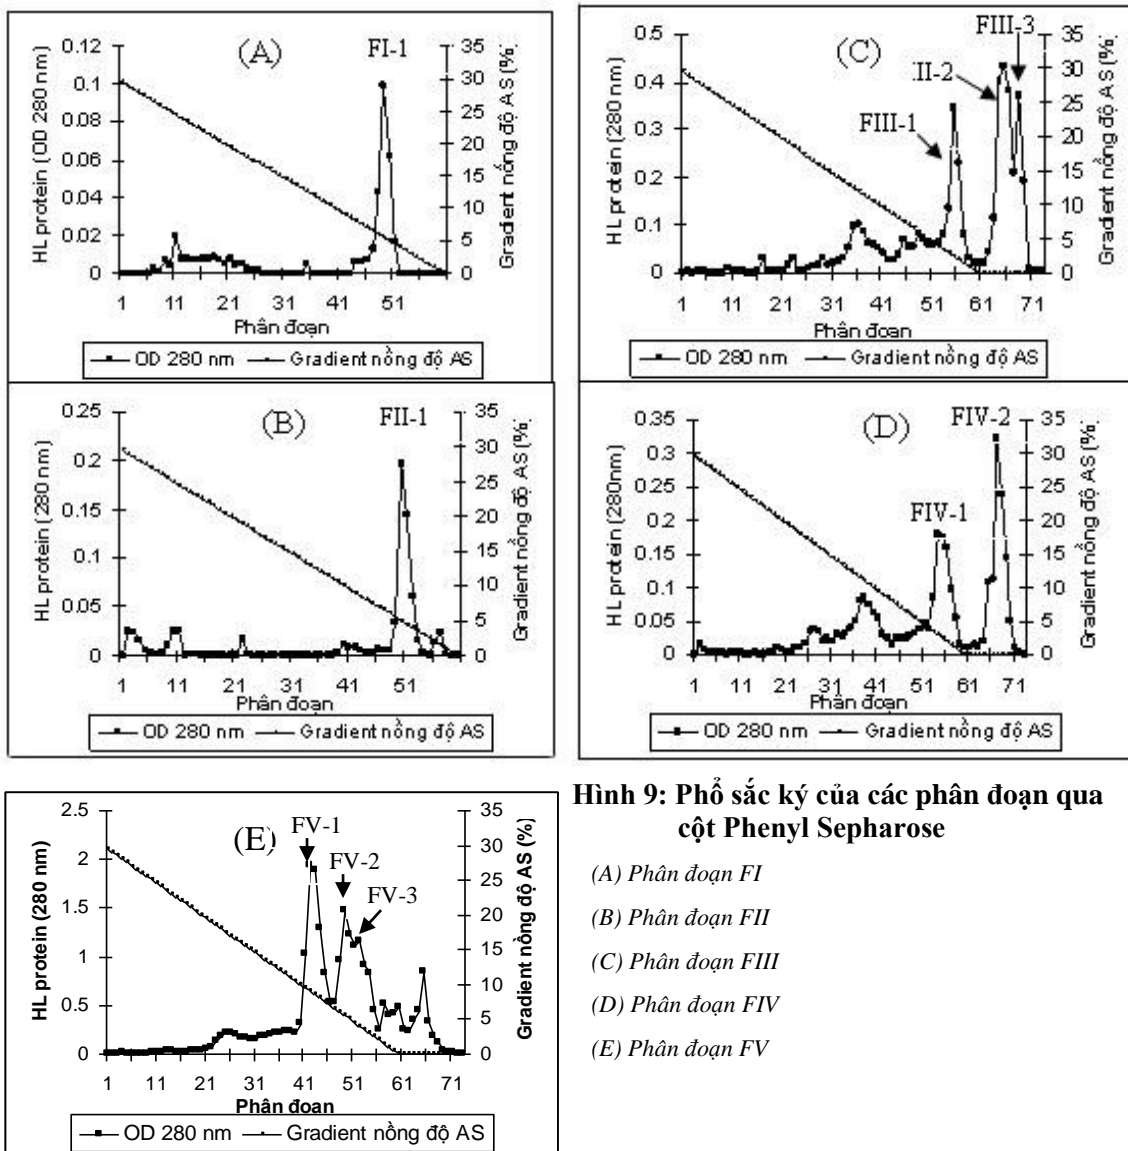 (A)
FI-1
HL protein (OD 280 nm)
0.12
0.1
0.08
0.06
0.04
0.02
0
35
30
25
20
15
10
5
0
Gradient nồng độ AS (%)
1 11 21 31 41 51
Phân đoạn
OD 280 nm Gradient nồng độ AS
(C)
FIII-1
II-2
FIII-3
HL protein (280 nm)
0.5
0.4
0.3
0.2
0.1
0
35
30
25
20
15
10
5
0
Gradient nồng độ AS (%)
1 11 21 31 41 51 61 71
Phân đoạn
OD 280 nm Gradient nồng độ AS
(B)
FII-1
HL protein (280 nm)
0.25
0.2
0.15
0.1
0.05
0
35
30
25
20
15
10
5
0
Gradient nồng độ AS (%)
1 11 21 31 41 51
Phân đoạn
OD 280 nm Gradient nồng độ AS
(D)
FIV-1
FIV-2
HL protein (280nm)
0.35
0.3
0.25
0.2
0.15
0.1
0.05
0
35
30
25
20
15
10
5
0
Gradient nồng độ AS (%)
1 11 21 31 41 51 61 71
Phân đoạn
OD 280 nm Gradient nồng độ AS
(E)
FV-1
FV-2
FV-3
HL protein (280 nm)
2.5
2
1.5
1
0.5
0
35
30
25
20
15
10
5
0
Gradient nồng độ AS (%)
1 11 21 31 41 51 61 71
Phân đoạn
OD 280 nm Gradient nồng độ AS
Hình 9: Phổ sắc ký của các phân đoạn qua
cột Phenyl Sepharose
(A) Phân đoạn FI
(B) Phân đoạn FII
(C) Phân đoạn FIII
(D) Phân đoạn FIV
(E) Phân đoạn FV